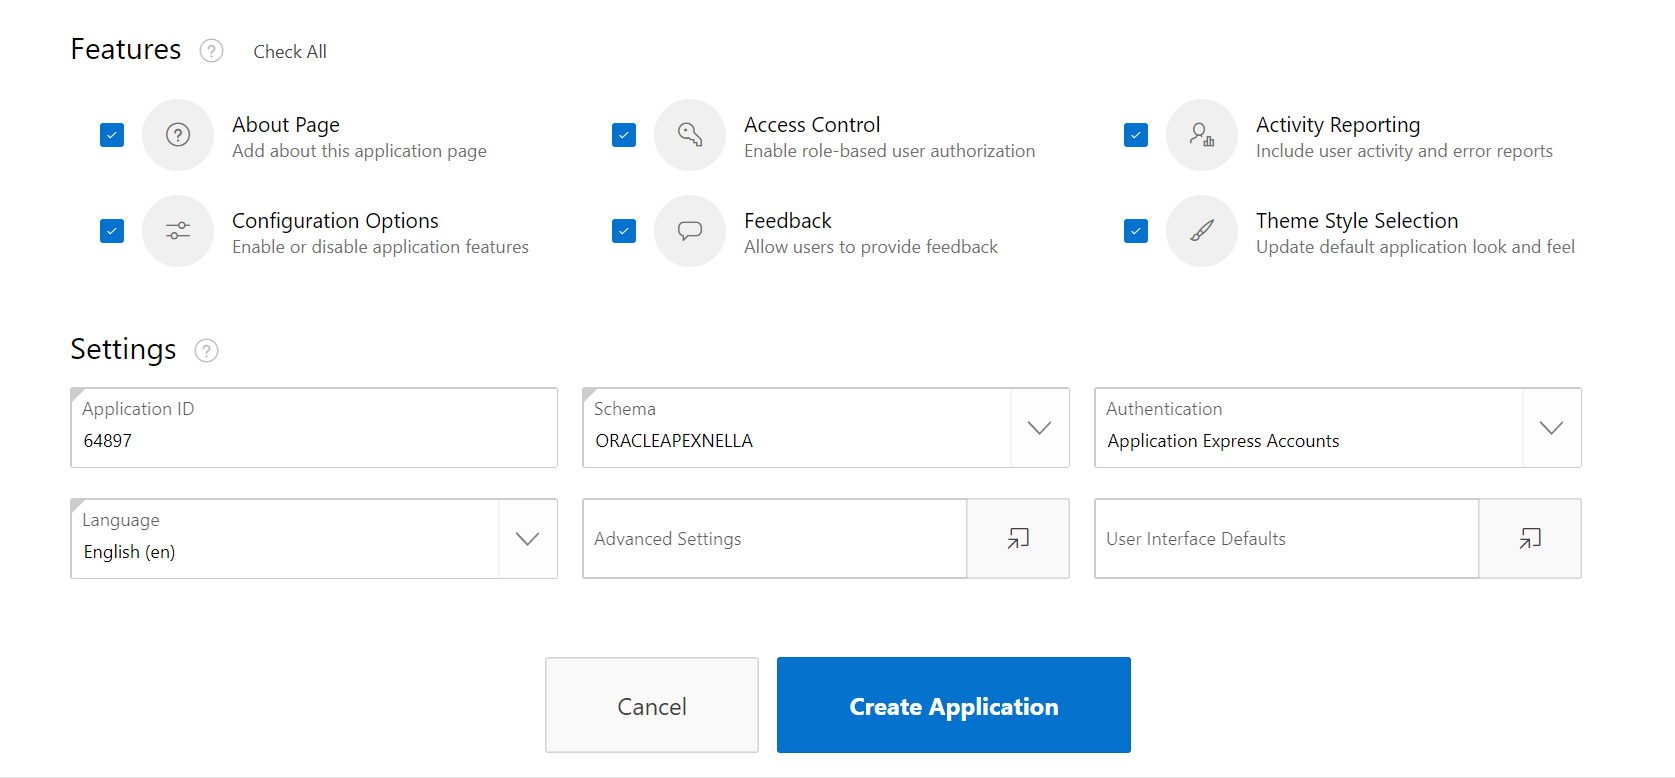 Features ? Check All
About Page
Add about this application page
Access Control
Enable role-based user authorization
Activity Reporting
Include user activity and error reports
Configuration Options
Enable or disable application features
Feedback
Allow users to provide feedback
Theme Style Selection
Update default application look and feel
Settings ?
Application ID
64897
Schema
ORACLEAPEXNELLA
Authentication
Application Express Accounts
Language
English (en)
Advanced Settings
User Interface Defaults
Cancel
Create Application